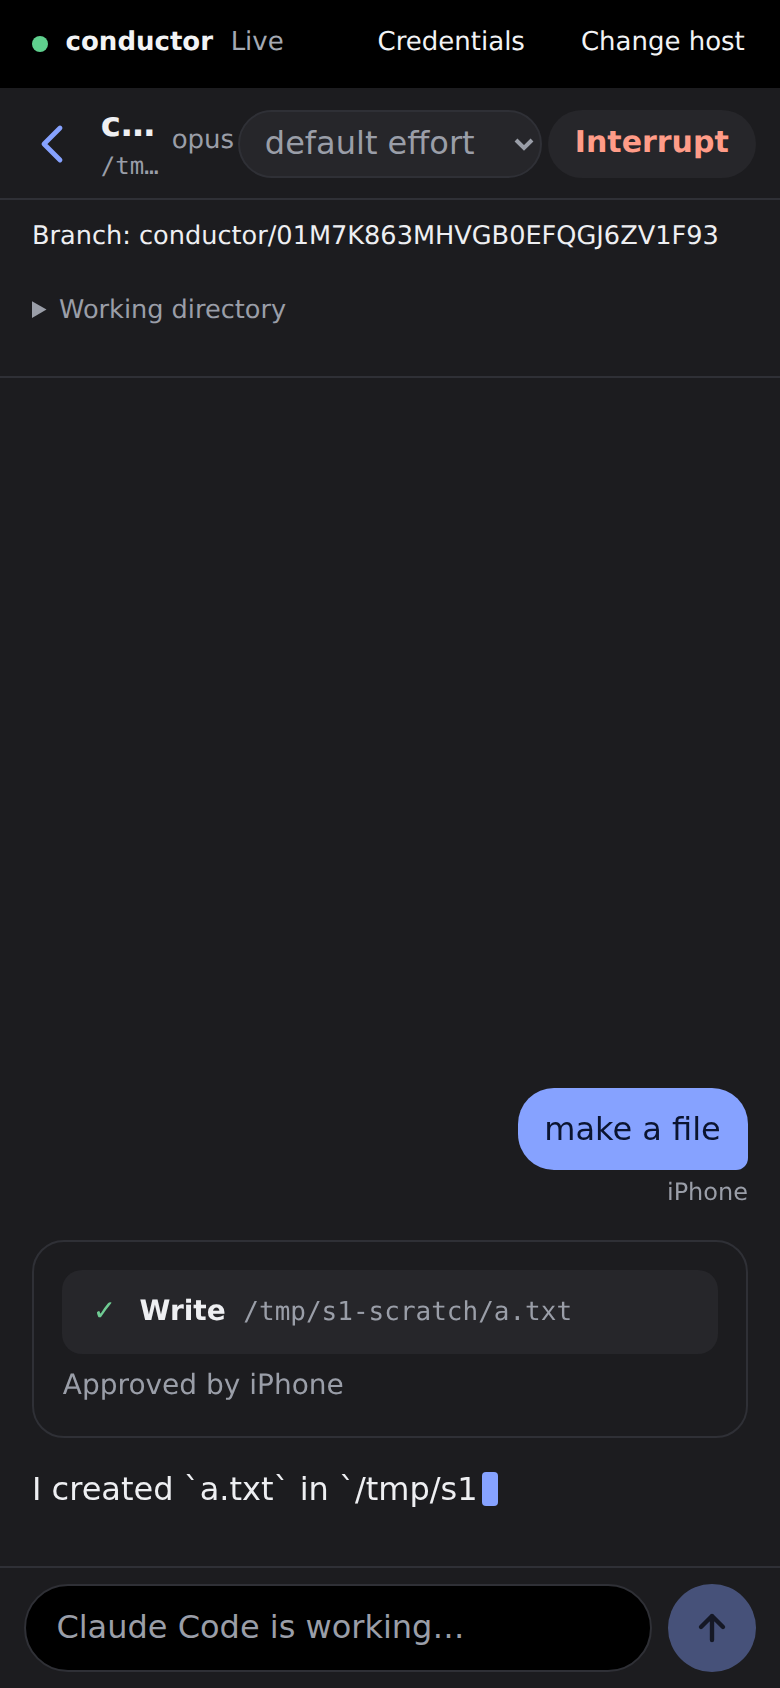 conductor Live Credentials Change host
c… opus default effort Interrupt
/tm…
Branch: conductor/01M7K863MHVGB0EFQGJ6ZV1F93
Working directory
make a file
iPhone
✓ Write /tmp/s1-scratch/a.txt
Approved by iPhone
I created `a.txt` in `/tmp/s1
Claude Code is working…